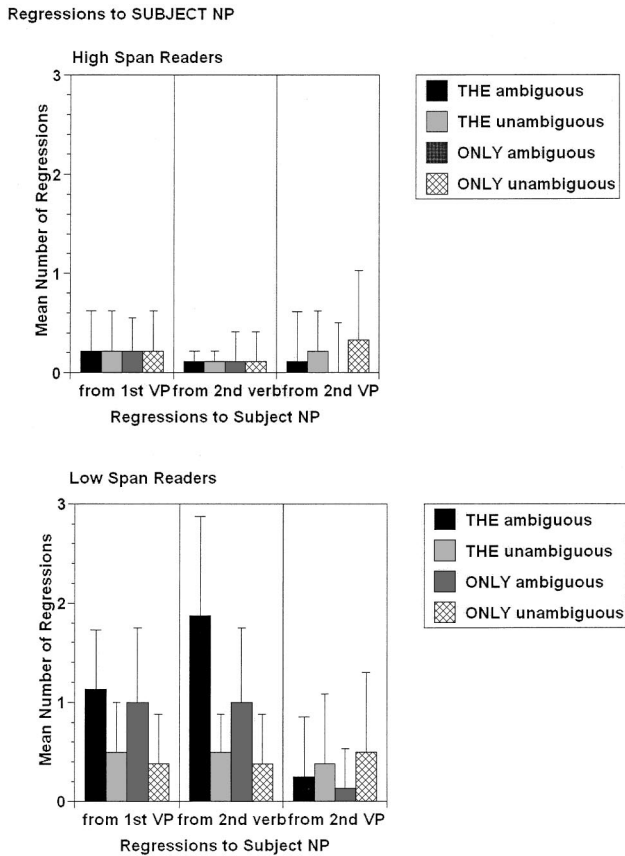 Regressions to SUBJECT NP
High Span Readers
3
2
1
0
Mean Number of Regressions
from 1st VP from 2nd verb from 2nd VP
Regressions to Subject NP
THE ambiguous
THE unambiguous
ONLY ambiguous
ONLY unambiguous
Low Span Readers
3
2
1
0
Mean Number of Regressions
from 1st VP from 2nd verb from 2nd VP
Regressions to Subject NP
THE ambiguous
THE unambiguous
ONLY ambiguous
ONLY unambiguous